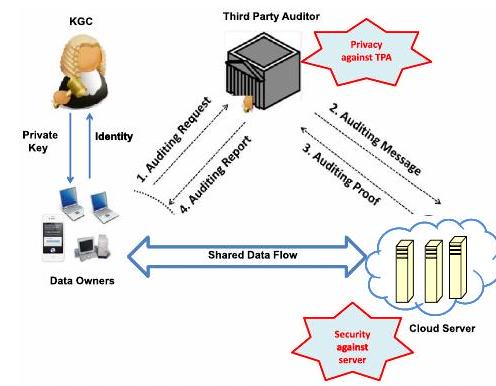 KGC
Third Party Auditor
Privacy
against TPA
Private
Key
Identity
1. Auditing Request
4. Auditing Report
2. Auditing Message
3. Auditing Proof
Shared Data Flow
Data Owners
Cloud Server
Security
against
server